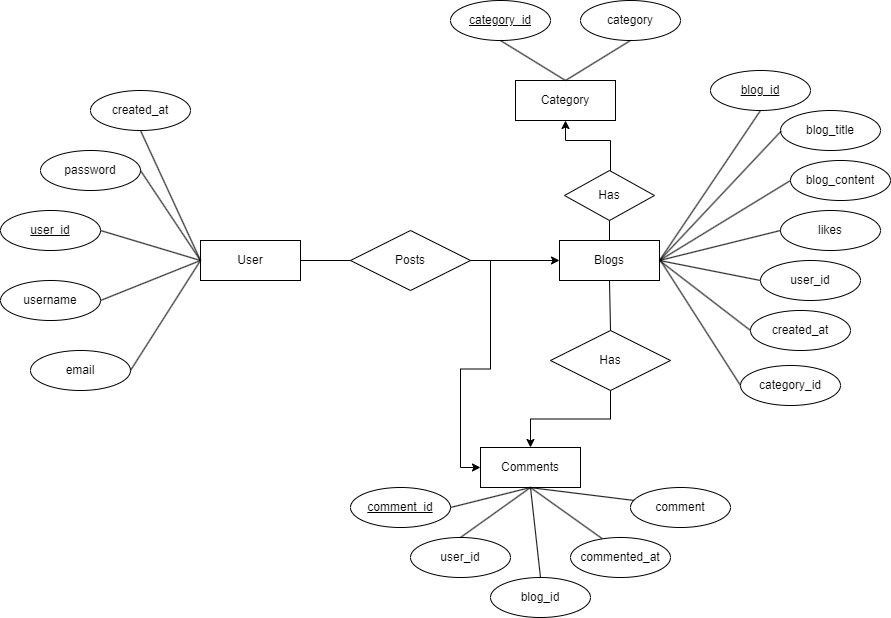 category_id
category
Category
blog_id
created_at
blog_title
password
blog_content
Has
user_id
likes
User
Posts
Blogs
username
user_id
created_at
email
Has
category_id
Comments
comment_id
comment
user_id
commented_at
blog_id